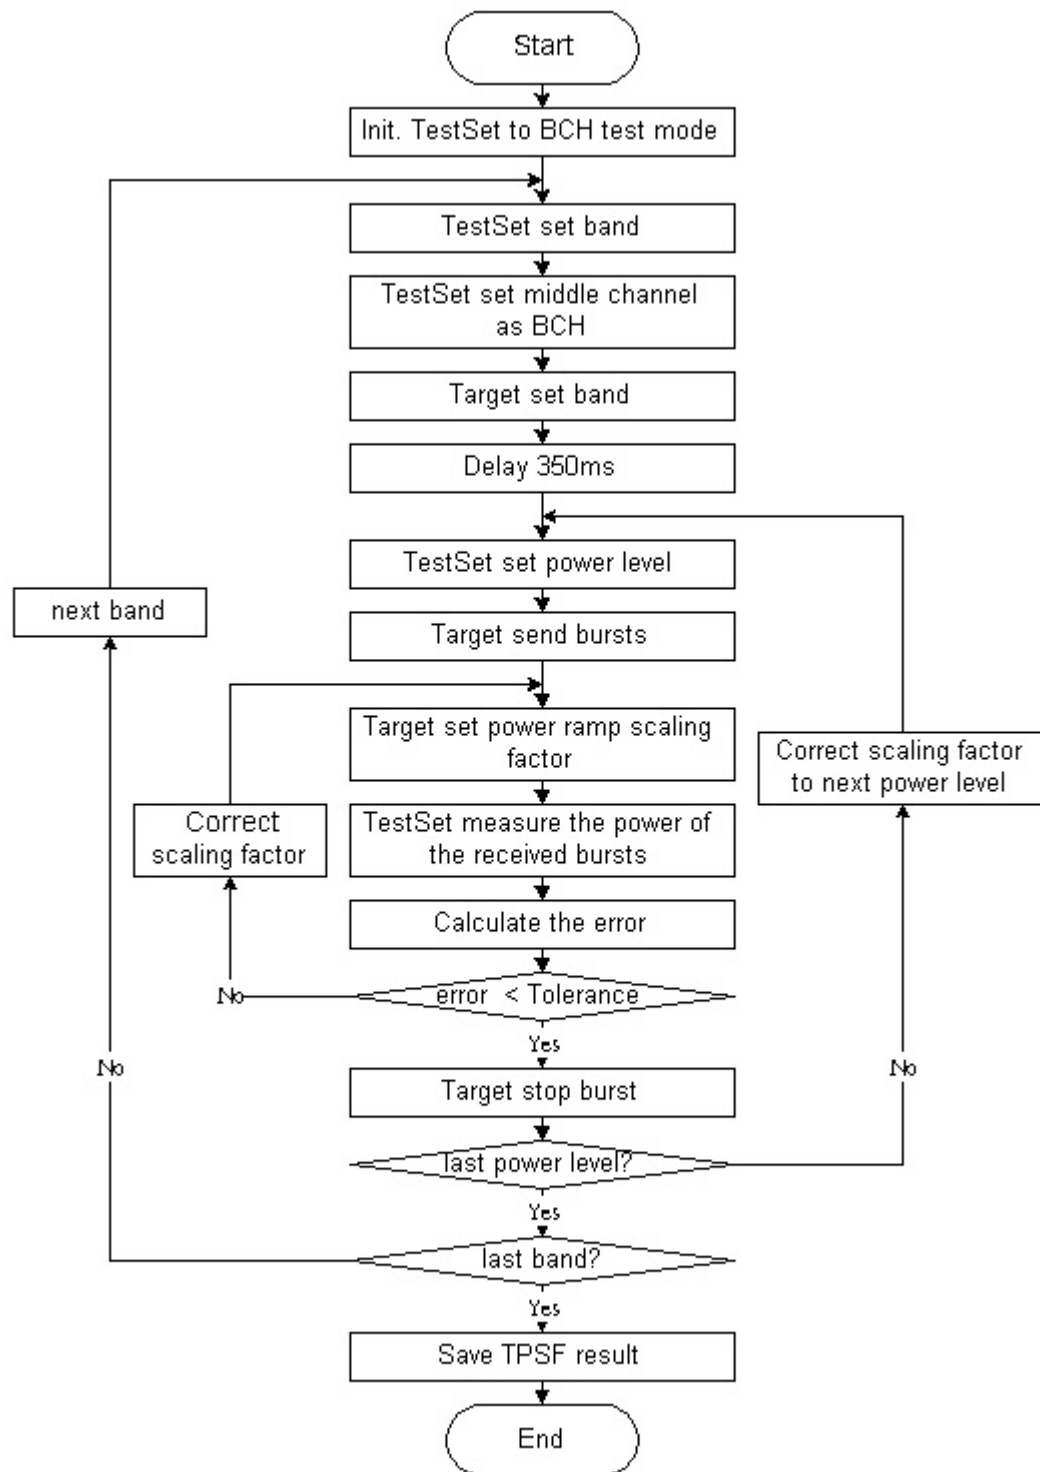 Start
Init. TestSet to BCH test mode
TestSet set band
TestSet set middle channel
as BCH
Target set band
Delay 350ms
TestSet set power level
next band
Target send bursts
Target set power ramp scaling
factor
Correct scaling factor
to next power level
Correct
scaling factor
TestSet measure the power of
the received bursts
Calculate the error
error < Tolerance
No
Yes
No
No
Target stop burst
last power level?
Yes
last band?
Yes
Save TPSF result
End